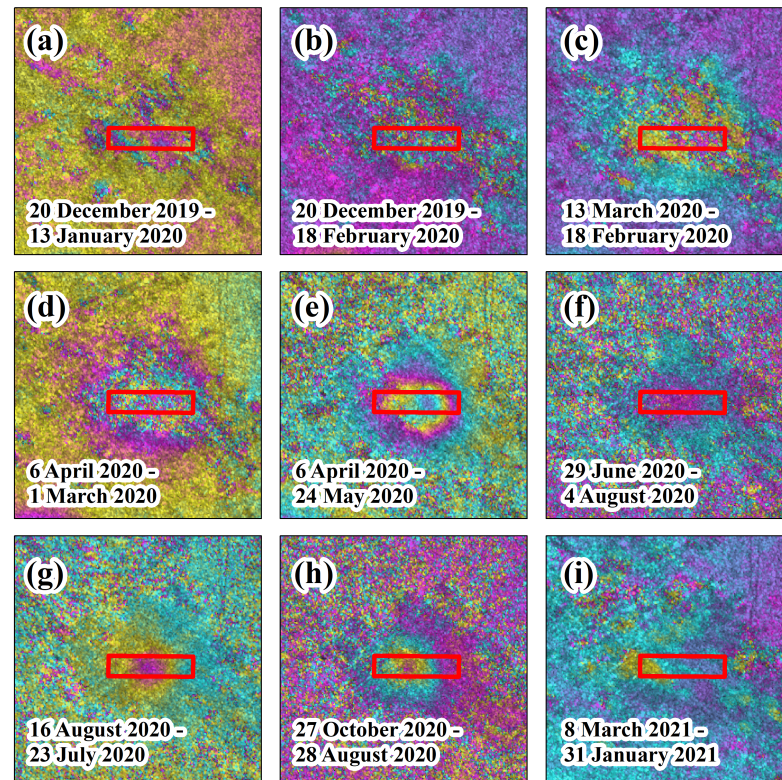 (a)
20 December 2019 -
13 January 2020
(b)
20 December 2019 -
18 February 2020
(c)
13 March 2020 -
18 February 2020
(d)
6 April 2020 -
1 March 2020
(e)
6 April 2020 -
24 May 2020
(f)
29 June 2020 -
4 August 2020
(g)
16 August 2020 -
23 July 2020
(h)
27 October 2020 -
28 August 2020
(i)
8 March 2021 -
31 January 2021